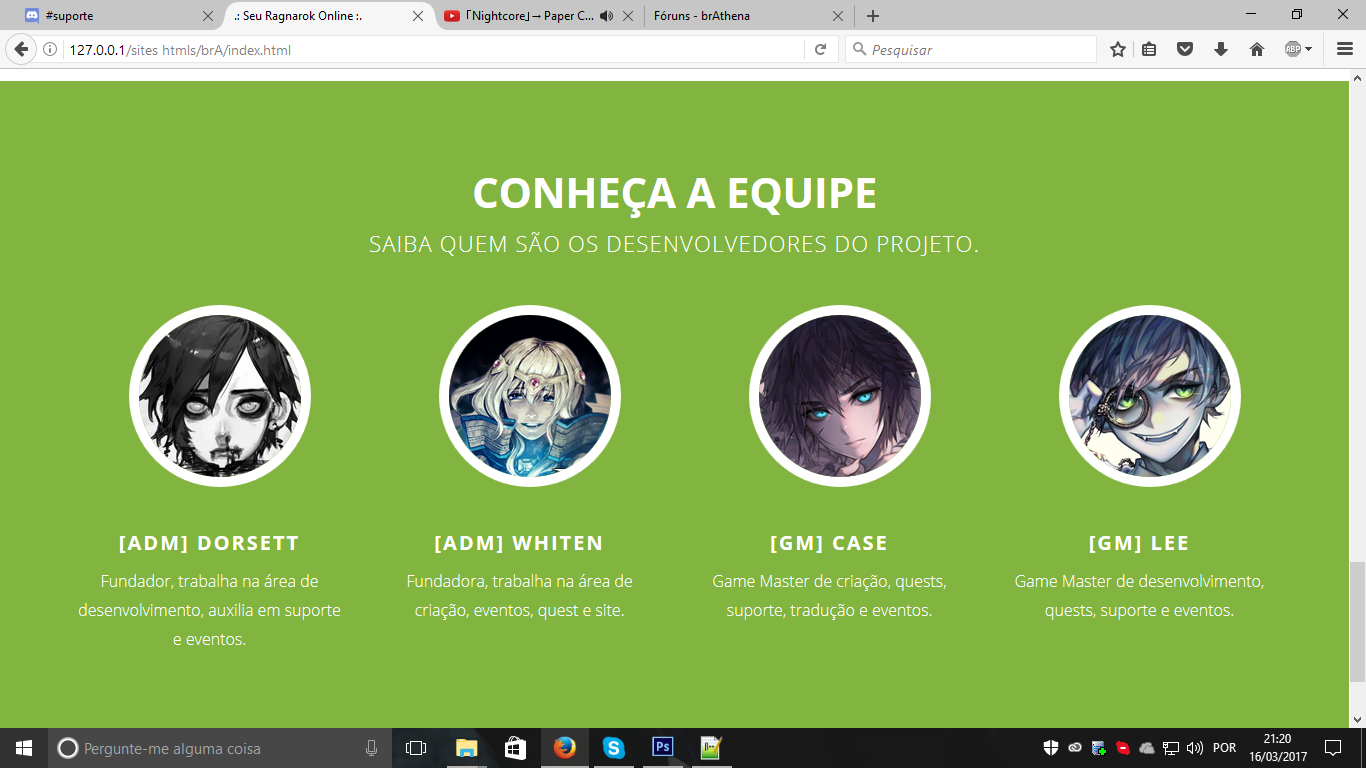 #suporte
.: Seu Ragnarok Online :.
「Nightcore」→ Paper C...
Fóruns - brAthena
127.0.0.1/sites htmls/brA/index.html
Pesquisar
ABP
CONHEÇA A EQUIPE
SAIBA QUEM SÃO OS DESENVOLVEDORES DO PROJETO.
[ADM] DORSETT
Fundador, trabalha na área de
desenvolvimento, auxilia em suporte
e eventos.
[ADM] WHITEN
Fundadora, trabalha na área de
criação, eventos, quest e site.
[GM] CASE
Game Master de criação, quests,
suporte, tradução e eventos.
[GM] LEE
Game Master de desenvolvimento,
quests, suporte e eventos.
Pergunte-me alguma coisa
Ps
POR
21:20
16/03/2017